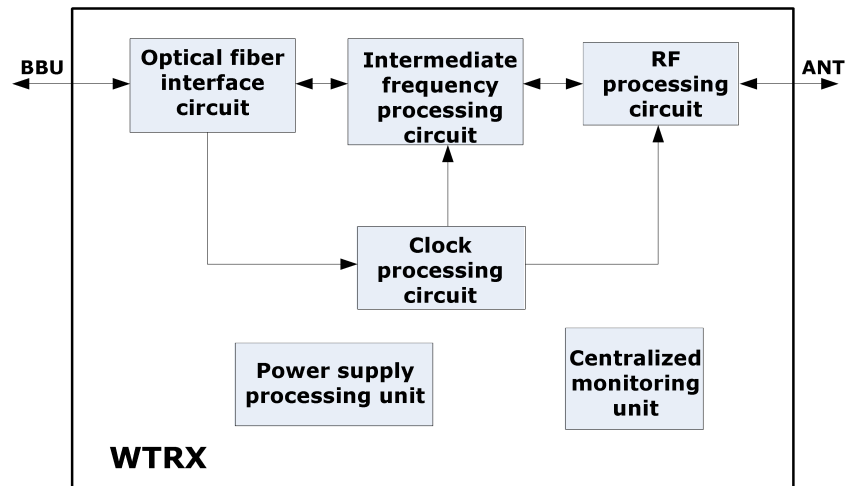 BBU
Optical fiber
interface
circuit
Intermediate
frequency
processing
circuit
RF
processing
circuit
ANT
Clock
processing
circuit
Power supply
processing unit
Centralized
monitoring
unit
WTRX